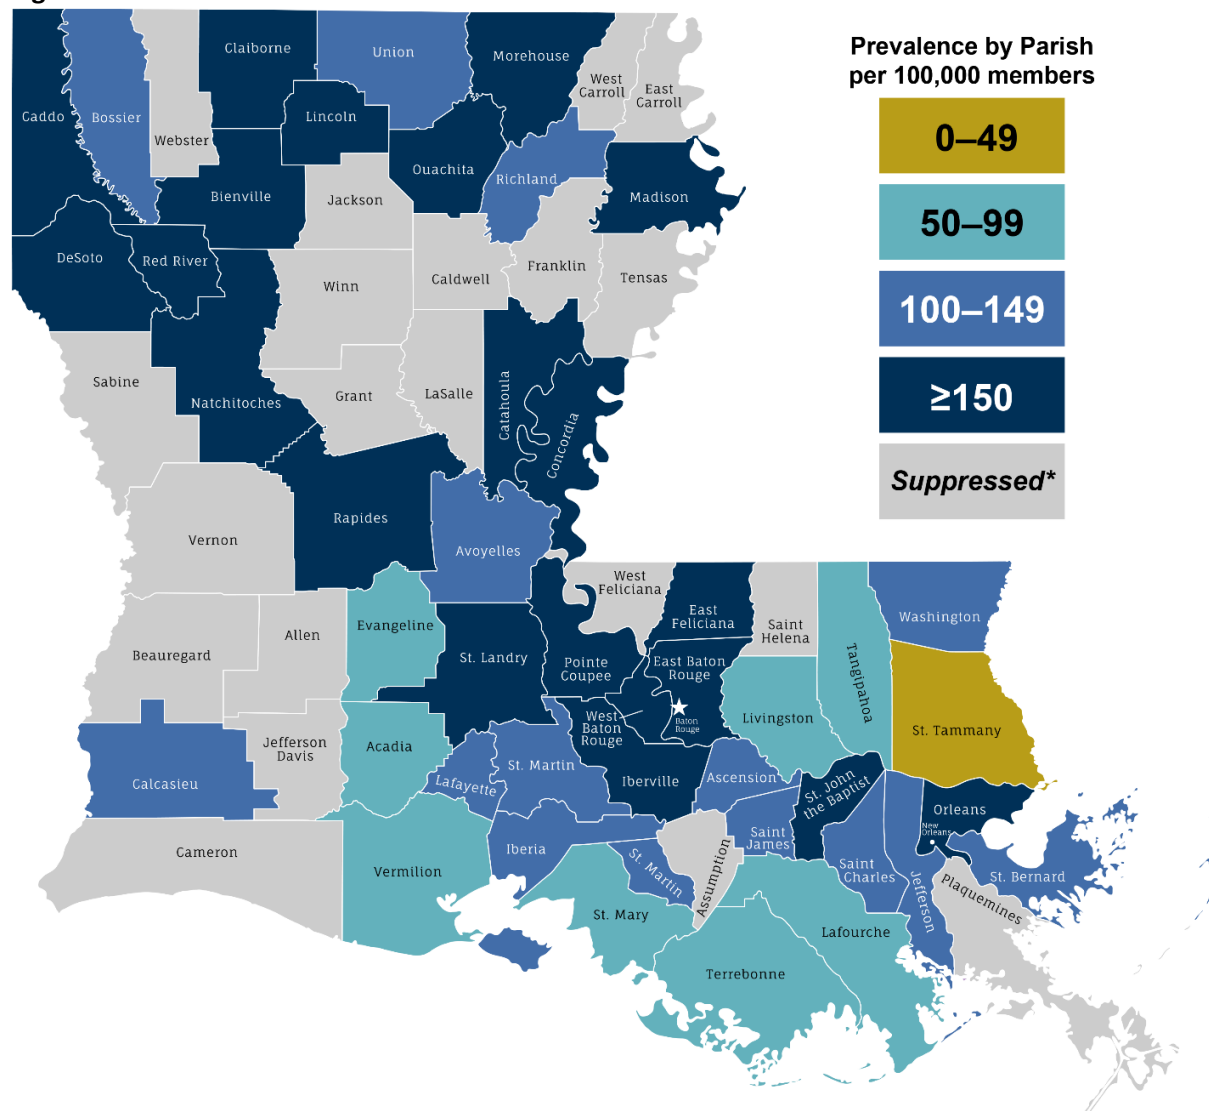 Prevalence by Parish
per 100,000 members
0–49
50–99
100–149
≥150
Suppressed*
Caddo
Bossier
Webster
Claiborne
Union
Morehouse
West
Carroll
East
Carroll
Lincoln
Ouachita
Richland
Madison
Bienville
Jackson
DeSoto
Red River
Winn
Caldwell
Franklin
Tensas
Sabine
Natchitoches
Grant
LaSalle
Catahoula
Concordia
Vernon
Rapides
Avoyelles
West
Feliciana
East
Feliciana
Saint
Helena
Tangipahoa
Washington
Beauregard
Allen
Evangeline
St. Landry
Pointe
Coupee
East Baton
Rouge
Baton
Rouge
West
Baton
Rouge
Livingston
St. Tammany
Calcasieu
Jefferson
Davis
Acadia
Lafayette
St. Martin
Iberville
Ascension
St. John
the Baptist
Orleans
New
Orleans
Cameron
Vermilion
Iberia
St. Martin
Assumption
Saint
James
Saint
Charles
Jefferson
St. Bernard
Plaquemines
St. Mary
Terrebonne
Lafourche